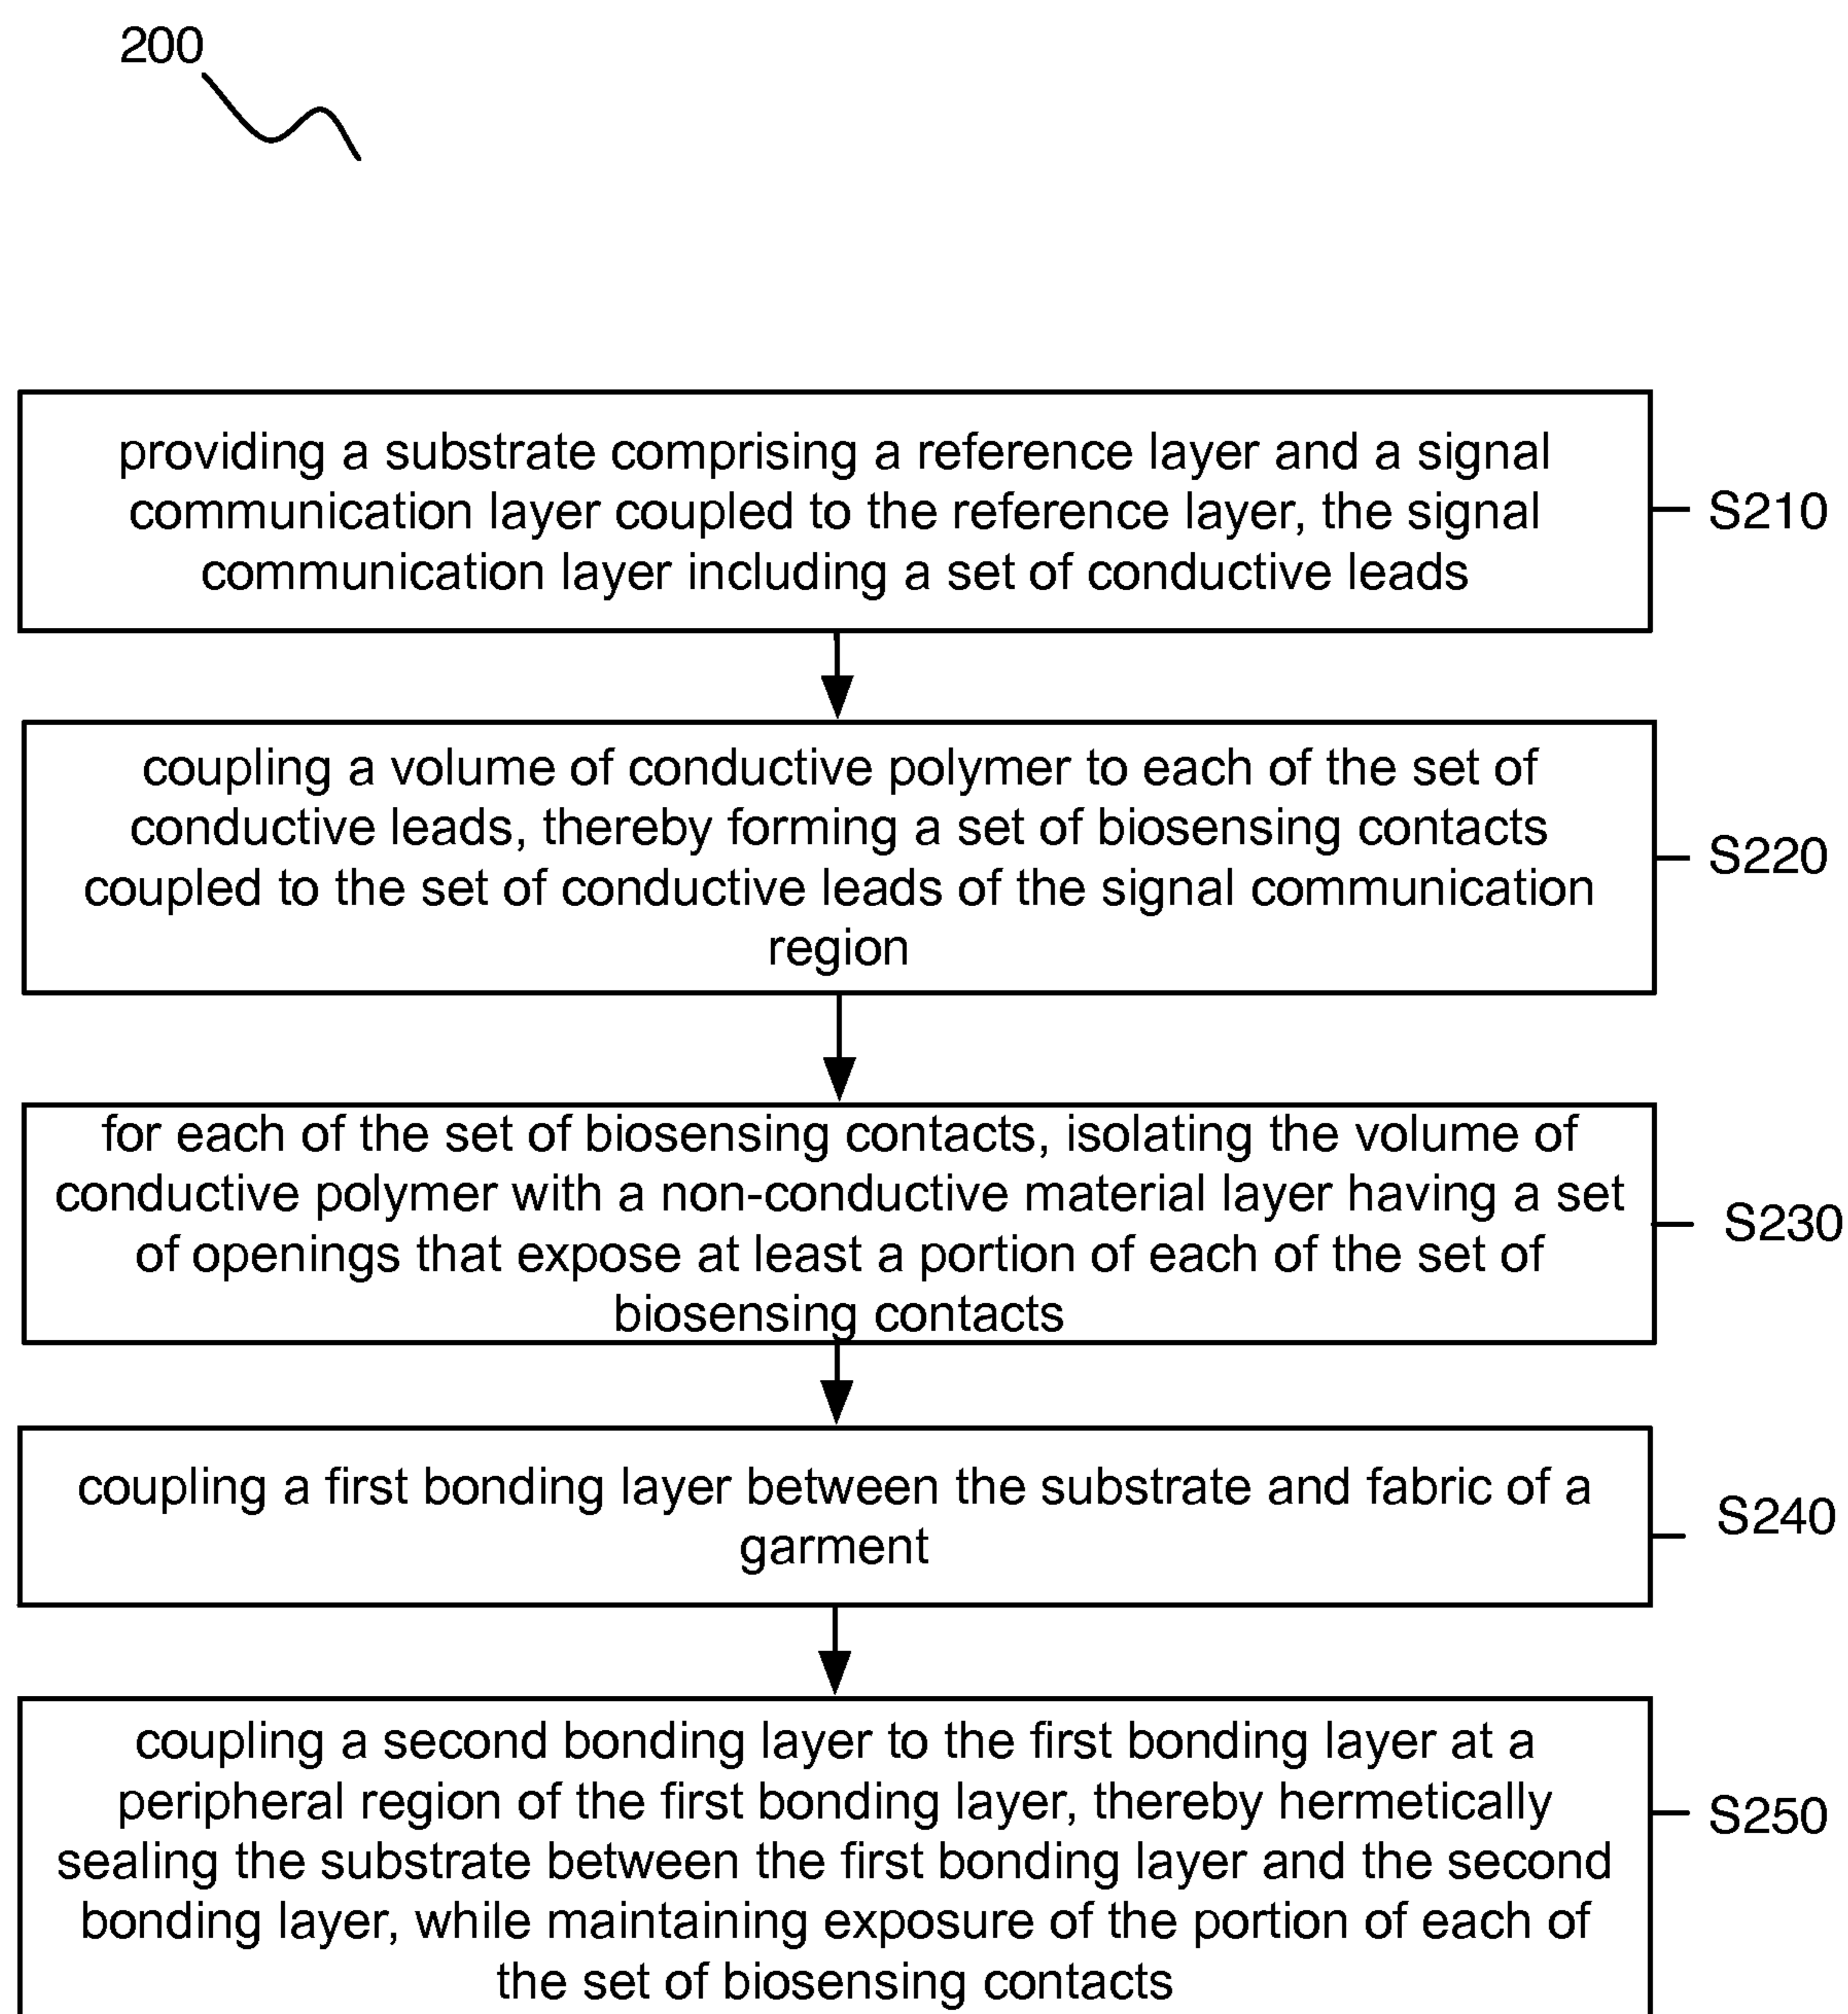 200
providing a substrate comprising a reference layer and a signal
communication layer coupled to the reference layer, the signal
communication layer including a set of conductive leads
S210
coupling a volume of conductive polymer to each of the set of
conductive leads, thereby forming a set of biosensing contacts
coupled to the set of conductive leads of the signal communication
region
S220
for each of the set of biosensing contacts, isolating the volume of
conductive polymer with a non-conductive material layer having a set
of openings that expose at least a portion of each of the set of
biosensing contacts
S230
coupling a first bonding layer between the substrate and fabric of a
garment
S240
coupling a second bonding layer to the first bonding layer at a
peripheral region of the first bonding layer, thereby hermetically
sealing the substrate between the first bonding layer and the second
bonding layer, while maintaining exposure of the portion of each of
the set of biosensing contacts
S250